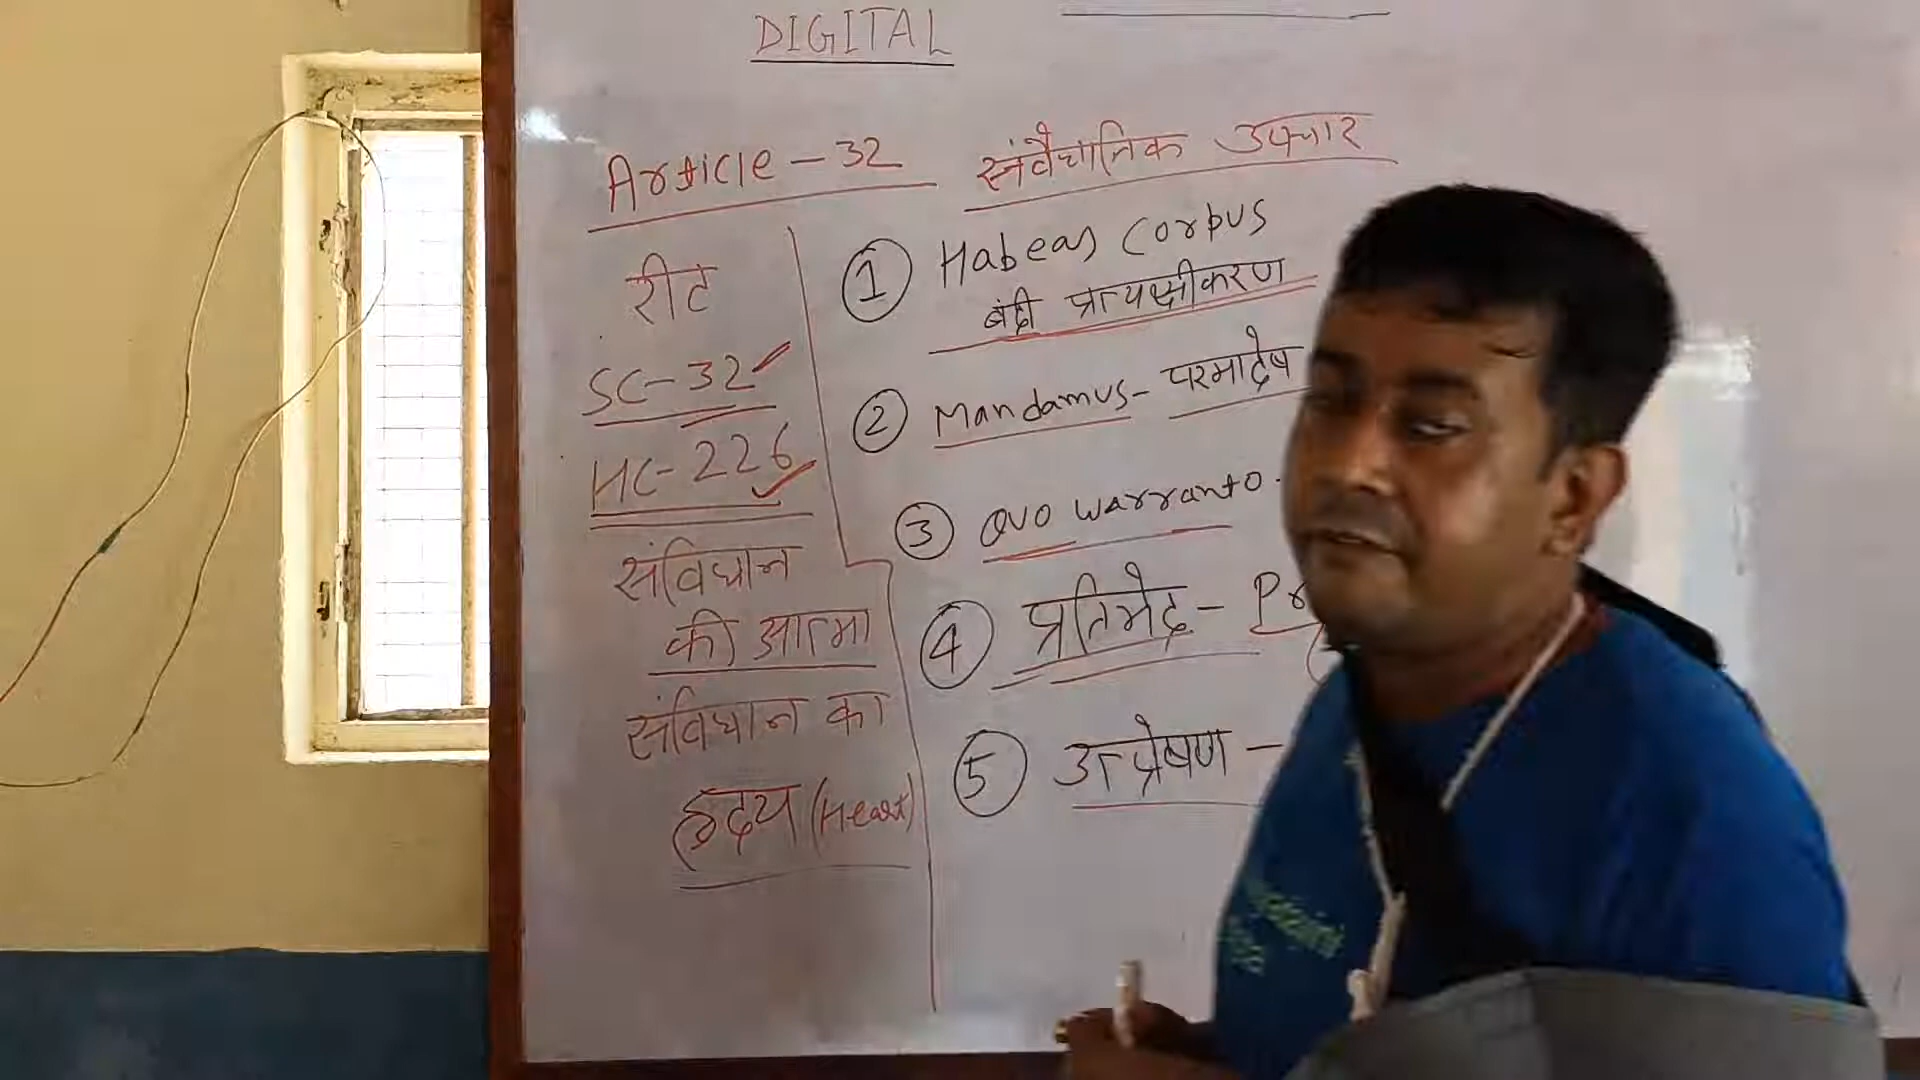 DIGITAL
Article - 32 संवैधानिक उपचार
रीट
SC-32
HC-226
संविधान
की आत्मा
संविधान का
हृदय (Heart)
① Habeas Corpus
बंदी प्रत्यक्षीकरण
② Mandamus - परमादेष
③ Quo warranto
④ प्रतिषेद - Pr
⑤ उत्प्रेषण -